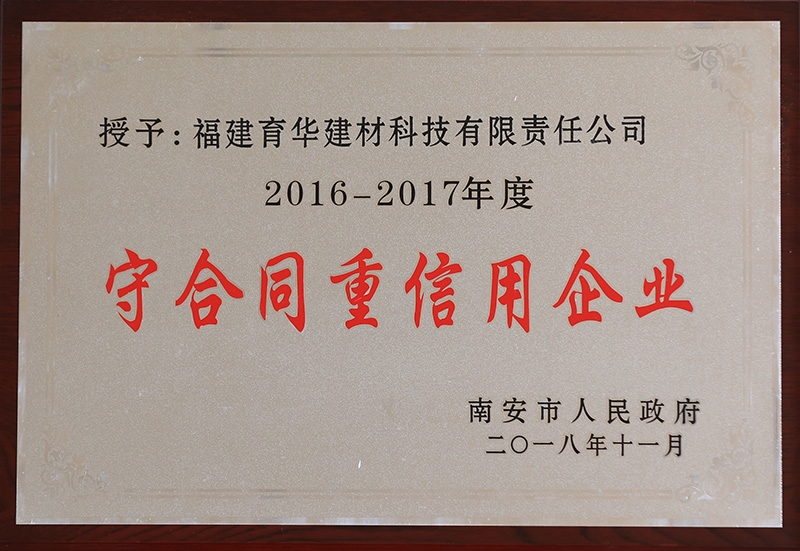 授予:福建育华建材科技有限责任公司
2016-2017年度
守合同重信用企业
南安市人民政府
二〇一八年十一月